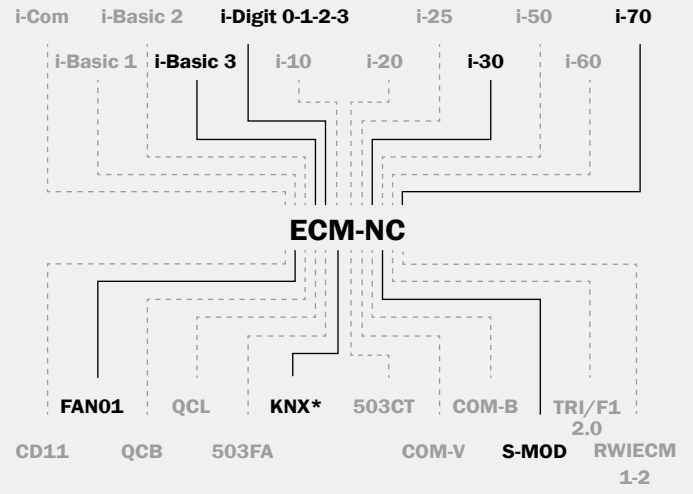 i-Com i-Basic 2 i-Digit 0-1-2-3 i-25 i-50 i-70
i-Basic 1 i-Basic 3 i-10 i-20 i-30 i-60
ECM-NC
FAN01 QCL KNX* 503CT COM-B TRI/F1
2.0
CD11 QCB 503FA COM-V S-MOD RWIECM
1-2